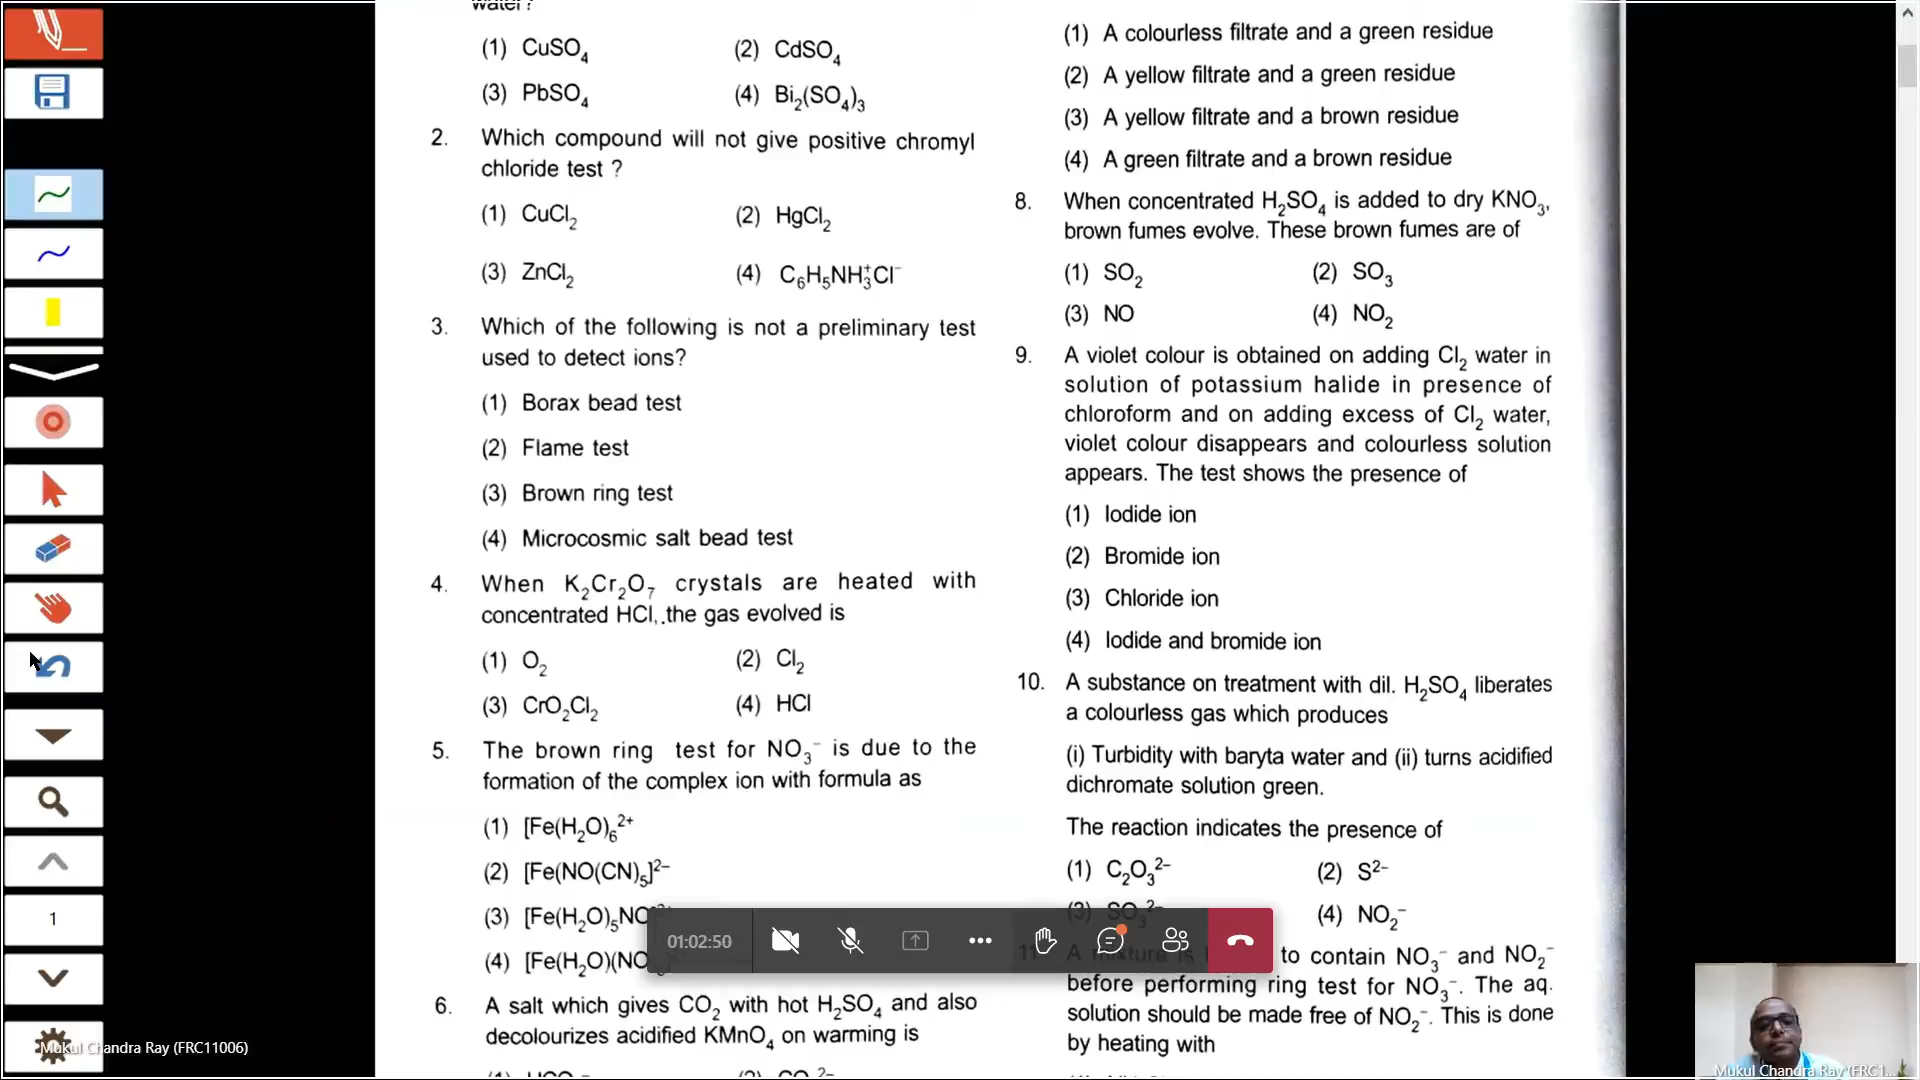 water?
(1) CuSO4
(2) CdSO4
(3) PbSO4
(4) Bi2(SO4)3
2. Which compound will not give positive chromyl
chloride test ?
(1) CuCl2
(2) HgCl2
(3) ZnCl2
(4) C6H5NH3+Cl−
3. Which of the following is not a preliminary test
used to detect ions?
(1) Borax bead test
(2) Flame test
(3) Brown ring test
(4) Microcosmic salt bead test
4. When K2Cr2O7 crystals are heated with
concentrated HCl, the gas evolved is
(1) O2
(2) Cl2
(3) CrO2Cl2
(4) HCl
5. The brown ring test for NO3− is due to the
formation of the complex ion with formula as
(1) [Fe(H2O)6 2+
(2) [Fe(NO(CN)5]2−
(3) [Fe(H2O)5NO
(4) [Fe(H2O)(NO
6. A salt which gives CO2 with hot H2SO4 and also
decolourizes acidified KMnO4 on warming is
(1) A colourless filtrate and a green residue
(2) A yellow filtrate and a green residue
(3) A yellow filtrate and a brown residue
(4) A green filtrate and a brown residue
8. When concentrated H2SO4 is added to dry KNO3,
brown fumes evolve. These brown fumes are of
(1) SO2
(2) SO3
(3) NO
(4) NO2
9. A violet colour is obtained on adding Cl2 water in
solution of potassium halide in presence of
chloroform and on adding excess of Cl2 water,
violet colour disappears and colourless solution
appears. The test shows the presence of
(1) Iodide ion
(2) Bromide ion
(3) Chloride ion
(4) Iodide and bromide ion
10. A substance on treatment with dil. H2SO4 liberates
a colourless gas which produces
(i) Turbidity with baryta water and (ii) turns acidified
dichromate solution green.
The reaction indicates the presence of
(1) C2O3 2−
(2) S2−
(3) SO3 2−
(4) NO2−
11. A mixture is to contain NO3− and NO2−
before performing ring test for NO3−. The aq.
solution should be made free of NO2−. This is done
by heating with
1
01:02:50
Mukul Chandra Ray (FRC11006)
Mukul Chandra Ray (FRC1...